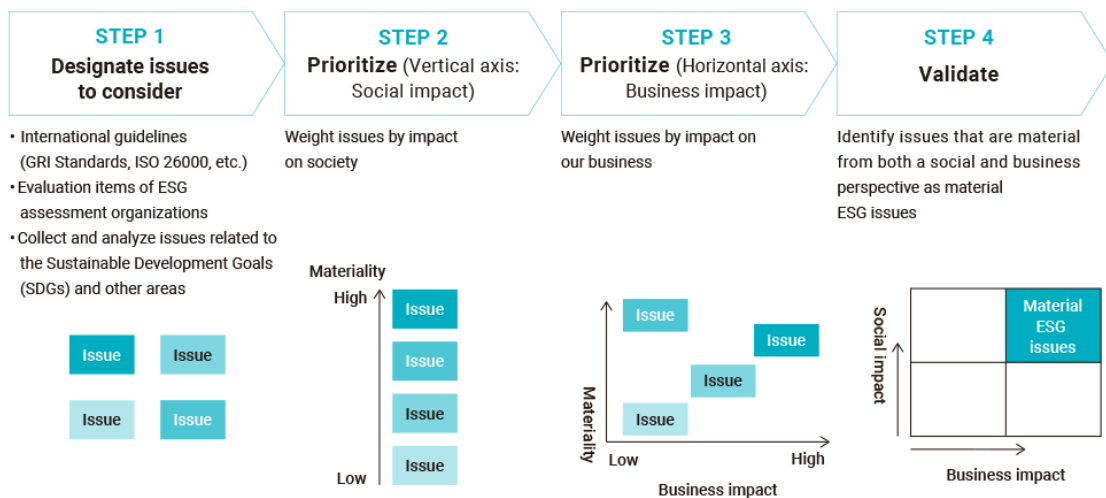 STEP 1
Designate issues
to consider
• International guidelines
(GRI Standards, ISO 26000, etc.)
• Evaluation items of ESG
assessment organizations
• Collect and analyze issues related to
the Sustainable Development Goals
(SDGs) and other areas
Issue
Issue
Issue
Issue
STEP 2
Prioritize (Vertical axis:
Social impact)
Weight issues by impact
on society
Materiality
High
Issue
Issue
Issue
Issue
Low
STEP 3
Prioritize (Horizontal axis:
Business impact)
Weight issues by impact on
our business
Materiality
Issue
Issue
Issue
Issue
Low
High
Business impact
STEP 4
Validate
Identify issues that are material
from both a social and business
perspective as material
ESG issues
Social impact
Material
ESG
issues
Business impact